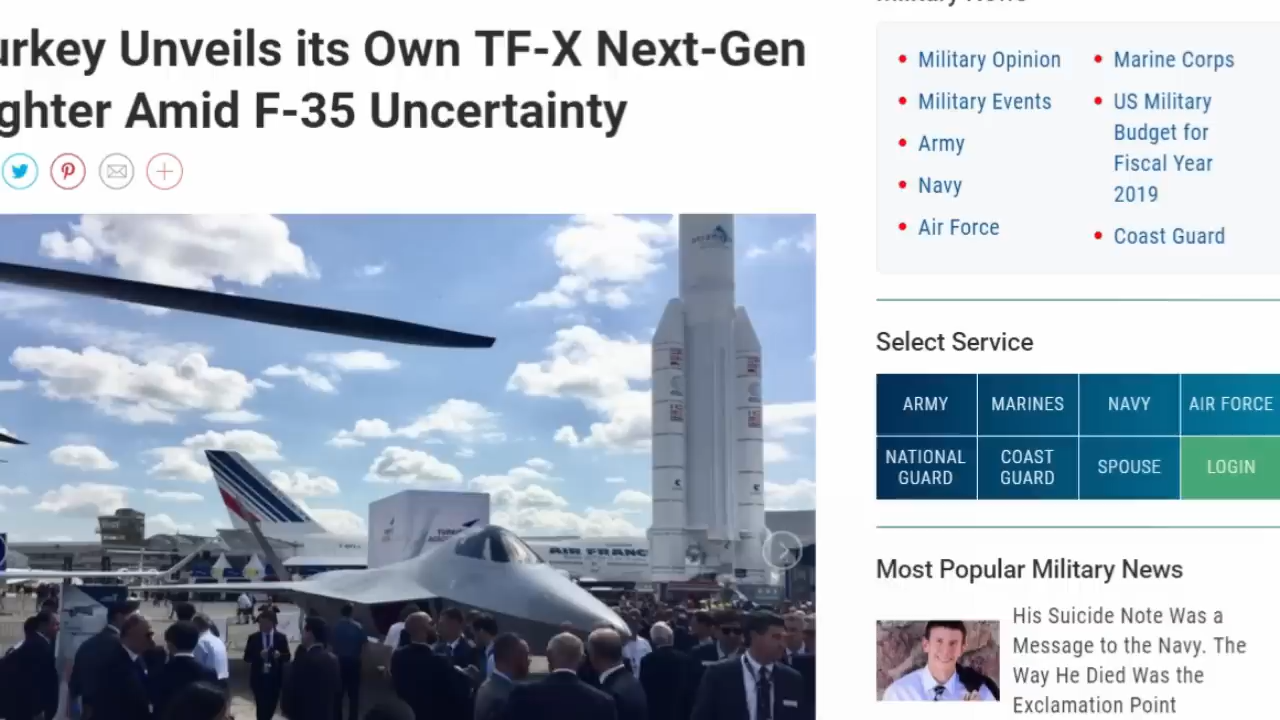 urkey Unveils its Own TF-X Next-Gen
ghter Amid F-35 Uncertainty
AIR FRANC
Military News
Military Opinion
Military Events
Army
Navy
Air Force
Marine Corps
US Military
Budget for
Fiscal Year
2019
Coast Guard
Select Service
ARMY
MARINES
NAVY
AIR FORCE
NATIONAL
GUARD
COAST
GUARD
SPOUSE
LOGIN
Most Popular Military News
His Suicide Note Was a
Message to the Navy. The
Way He Died Was the
Exclamation Point